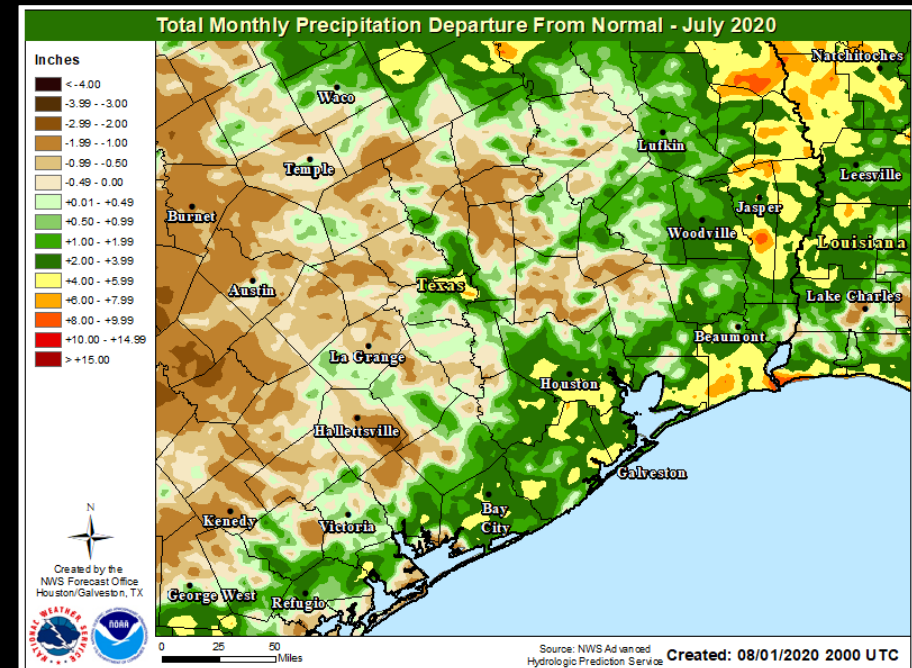 Total Monthly Precipitation Departure From Normal - July 2020
Inches
< -4.00
-3.99 - -3.00
-2.99 - -2.00
-1.99 - -1.00
-0.99 - -0.50
-0.49 - 0.00
+0.01 - +0.49
+0.50 - +0.99
+1.00 - +1.99
+2.00 - +3.99
+4.00 - +5.99
+6.00 - +7.99
+8.00 - +9.99
+10.00 - +14.99
> +15.00
Natchitoches
Waco
Lufkin
Temple
Leesville
Burnet
Jasper
Woodville
Louisiana
Austin
Texas
Lake Charles
Beaumont
La Grange
Houston
Hallettsville
Galveston
Bay
City
Kenedy
Victoria
George West
Refugio
N
Created by the
NWS Forecast Office
Houston/Galveston, TX
NATIONAL WEATHER SERVICE
NOAA
0 25 50
Miles
Source: NWS Advanced
Hydrologic Prediction Service
Created: 08/01/2020 2000 UTC